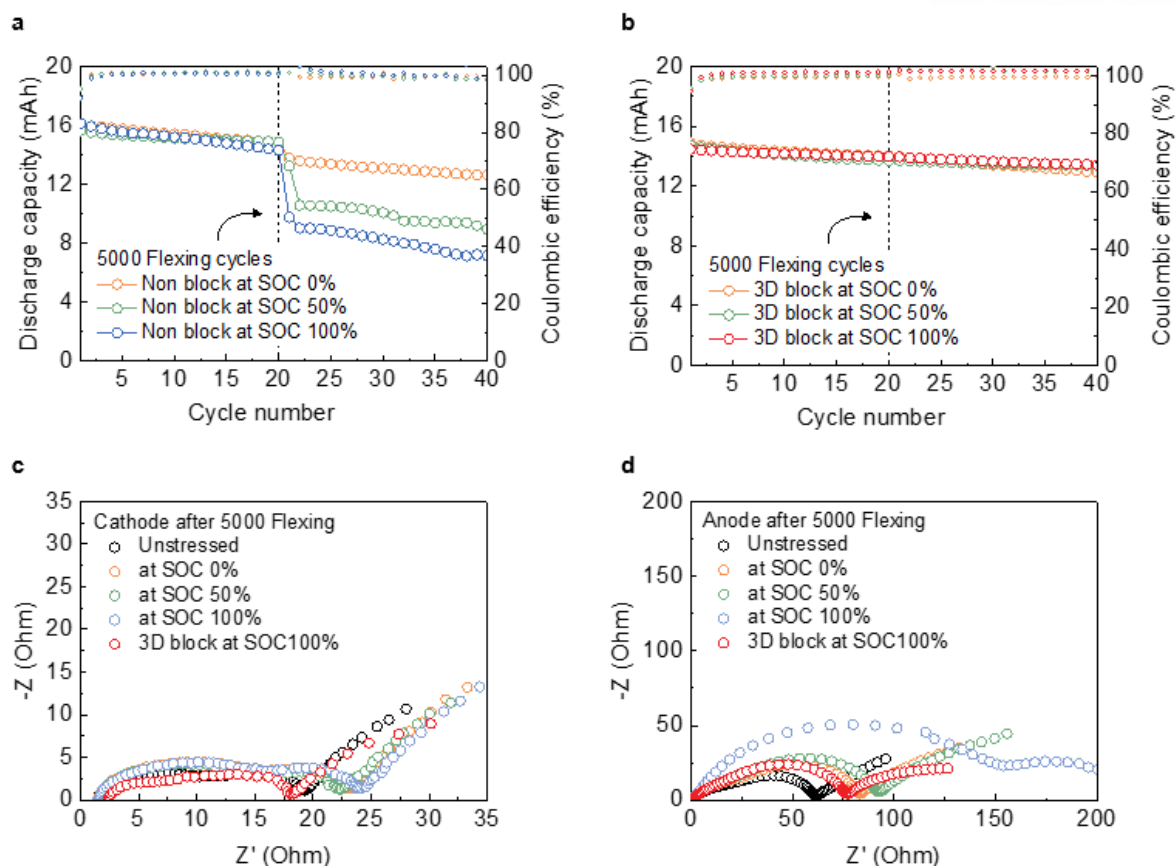 a
20
16
12
8
4
0
Discharge capacity (mAh)
100
80
60
40
20
0
Coulombic efficiency (%)
5000 Flexing cycles
Non block at SOC 0%
Non block at SOC 50%
Non block at SOC 100%
5 10 15 20 25 30 35 40
Cycle number
b
20
16
12
8
4
0
Discharge capacity (mAh)
100
80
60
40
20
0
Coulombic efficiency (%)
5000 Flexing cycles
3D block at SOC 0%
3D block at SOC 50%
3D block at SOC 100%
5 10 15 20 25 30 35 40
Cycle number
c
35
30
25
20
15
10
5
0
-Z (Ohm)
Cathode after 5000 Flexing
Unstressed
at SOC 0%
at SOC 50%
at SOC 100%
3D block at SOC100%
0 5 10 15 20 25 30 35
Z' (Ohm)
d
200
150
100
50
0
-Z (Ohm)
Anode after 5000 Flexing
Unstressed
at SOC 0%
at SOC 50%
at SOC 100%
3D block at SOC100%
0 50 100 150 200
Z' (Ohm)